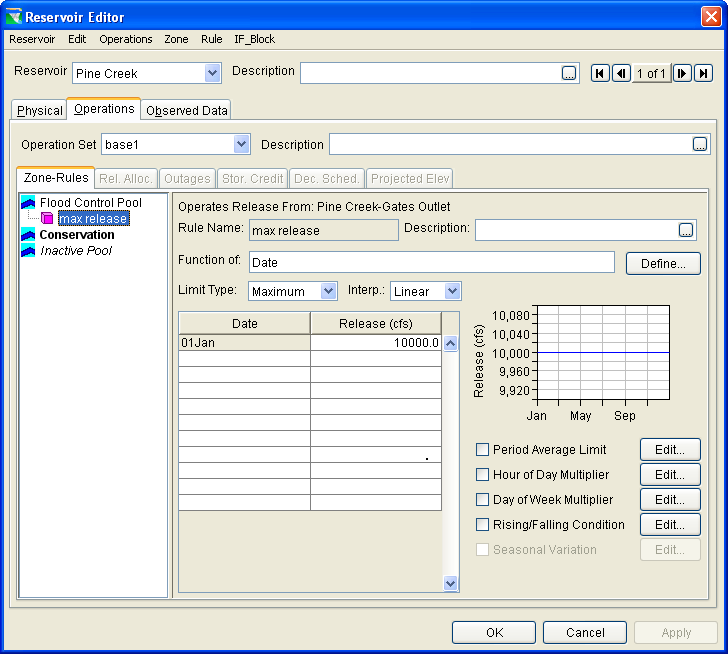 Reservoir Editor
Reservoir Edit Operations Zone Rule IF_Block
Reservoir Pine Creek Description ... 1 of 1
Physical Operations Observed Data
Operation Set base1 Description ...
Zone-Rules Rel. Alloc. Outages Stor. Credit Dec. Sched. Projected Elev
Flood Control Pool
max release
Conservation
Inactive Pool
Operates Release From: Pine Creek-Gates Outlet
Rule Name: max release Description: ...
Function of: Date Define...
Limit Type: Maximum Interp.: Linear
Date Release (cfs)
01Jan 10000.0
Release (cfs)
10,080
10,040
10,000
9,960
9,920
Jan May Sep
Period Average Limit Edit...
Hour of Day Multiplier Edit...
Day of Week Multiplier Edit...
Rising/Falling Condition Edit...
Seasonal Variation Edit...
OK Cancel Apply